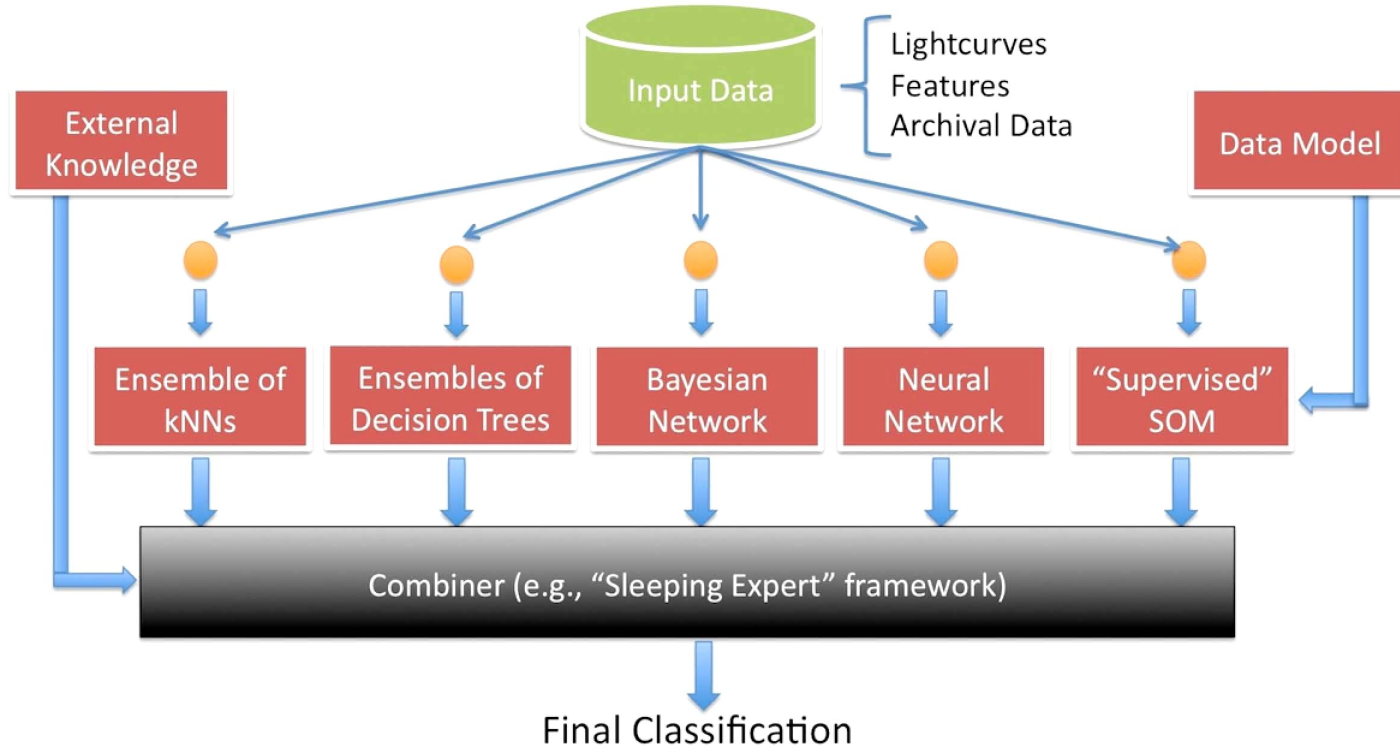 Input Data
Lightcurves
Features
Archival Data
External
Knowledge
Data Model
Ensemble of
kNNs
Ensembles of
Decision Trees
Bayesian
Network
Neural
Network
“Supervised”
SOM
Combiner (e.g., “Sleeping Expert” framework)
Final Classification